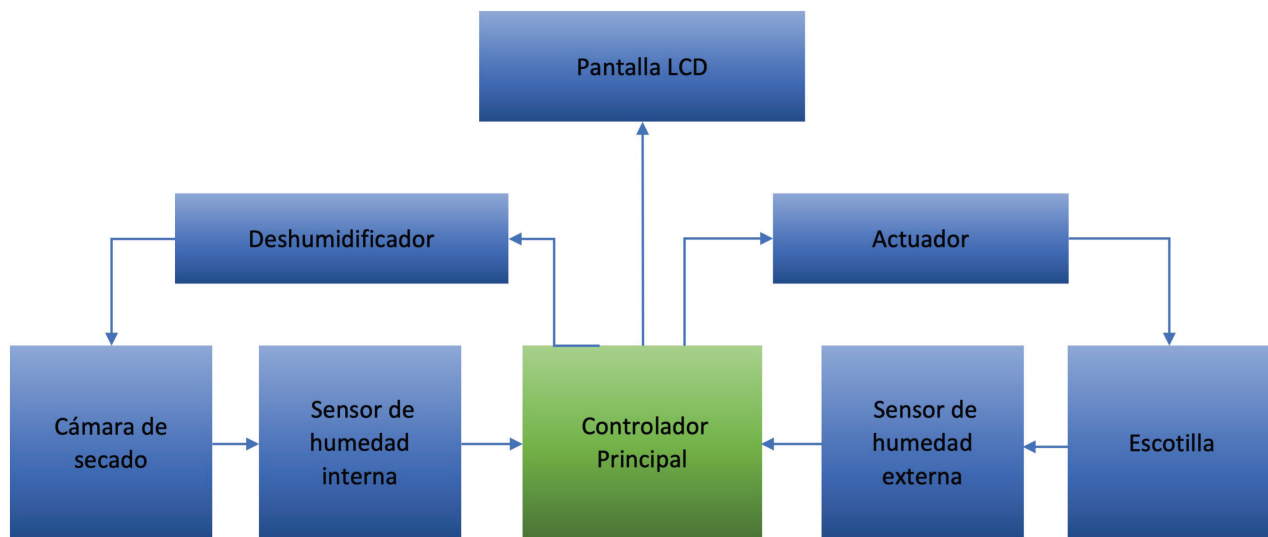 Pantalla LCD
Deshumidificador
Actuador
Cámara de
secado
Sensor de
humedad
interna
Controlador
Principal
Sensor de
humedad
externa
Escotilla